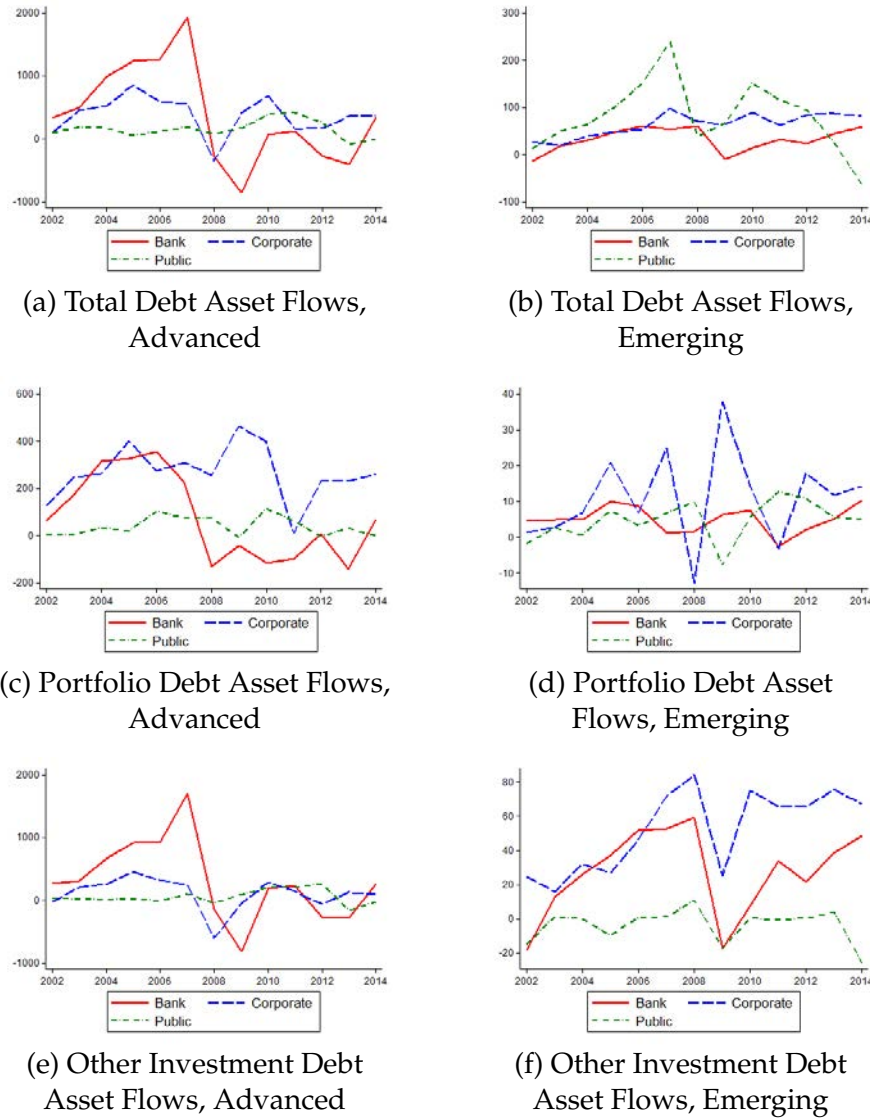 2000
1000
0
-1000
2002 2004 2006 2008 2010 2012 2014
Bank Corporate
Public
(a) Total Debt Asset Flows,
Advanced
300
200
100
0
-100
2002 2004 2006 2008 2010 2012 2014
Bank Corporate
Public
(b) Total Debt Asset Flows,
Emerging
600
400
200
0
-200
2002 2004 2006 2008 2010 2012 2014
Bank Corporate
Public
(c) Portfolio Debt Asset Flows,
Advanced
40
30
20
10
0
-10
2002 2004 2006 2008 2010 2012 2014
Bank Corporate
Public
(d) Portfolio Debt Asset
Flows, Emerging
2000
1000
0
-1000
2002 2004 2006 2008 2010 2012 2014
Bank Corporate
Public
(e) Other Investment Debt
Asset Flows, Advanced
80
60
40
20
0
-20
2002 2004 2006 2008 2010 2012 2014
Bank Corporate
Public
(f) Other Investment Debt
Asset Flows, Emerging